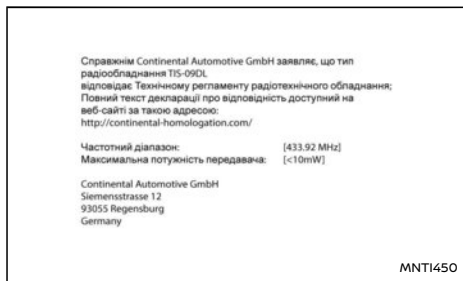 Справжнім Continental Automotive GmbH заявляє, що тип
радіообладнання TIS-09DL
відповідає Технічному регламенту радіотехнічного обладнання;
Повний текст декларації про відповідність доступний на
веб-сайті за такою адресою:
http://continental-homologation.com/
Частотний діапазон: [433.92 MHz]
Максимальна потужність передавача: [<10mW]
Continental Automotive GmbH
Siemensstrasse 12
93055 Regensburg
Germany
MNTI450